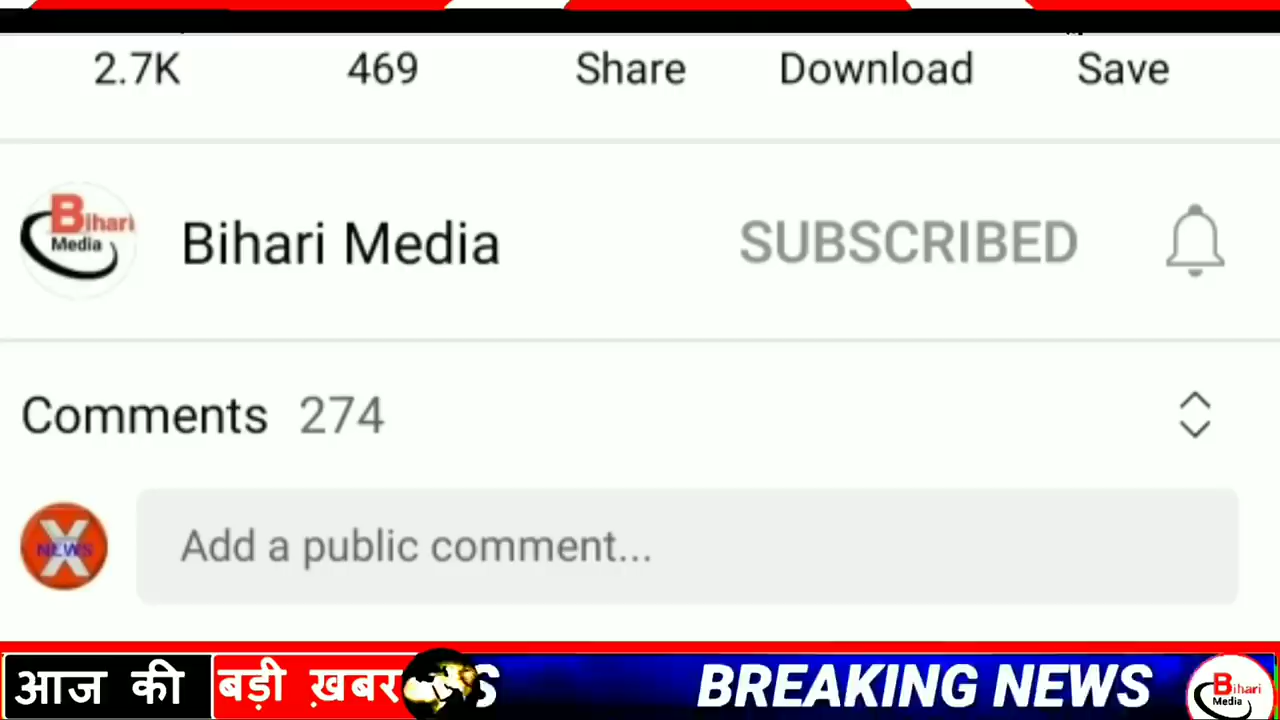 2.7K 469 Share Download Save
Bihari Media
Bihari Media SUBSCRIBED
Comments 274
X NEWS
Add a public comment...
आज की बड़ी ख़बर S BREAKING NEWS
Bihari Media